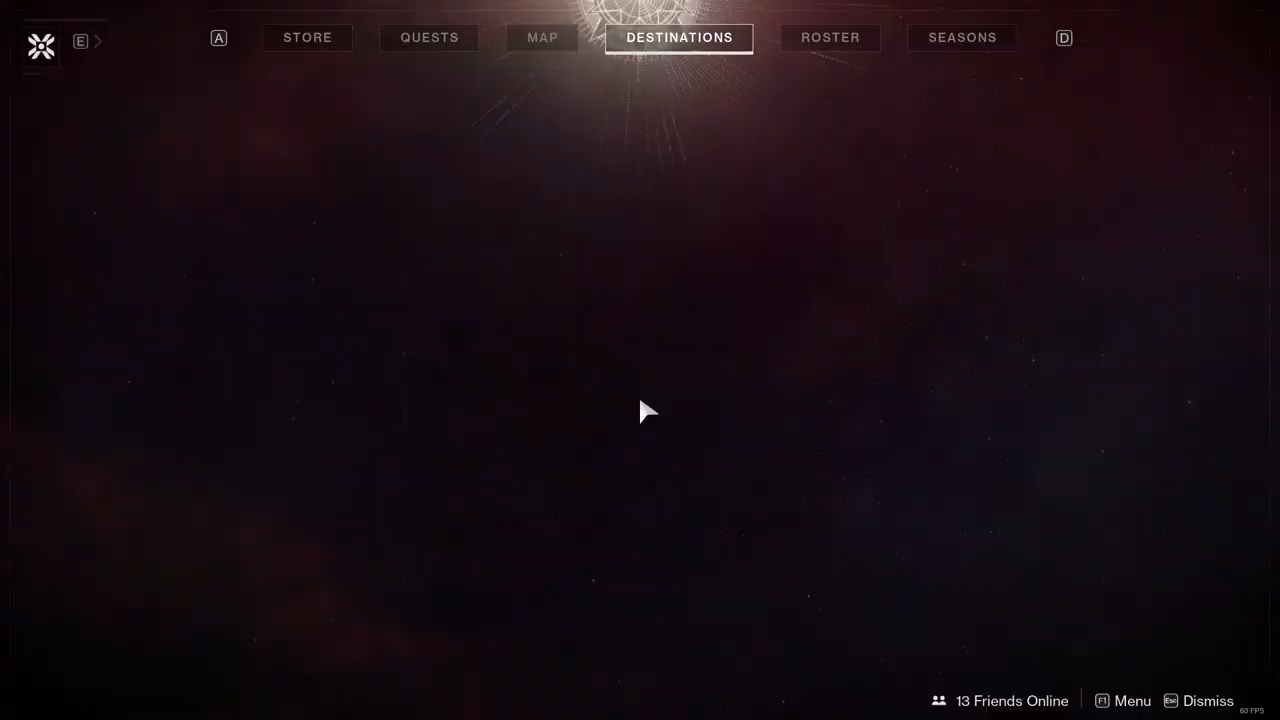 E
A STORE QUESTS MAP DESTINATIONS ROSTER SEASONS D
13 Friends Online F1 Menu Esc Dismiss
60 FPS